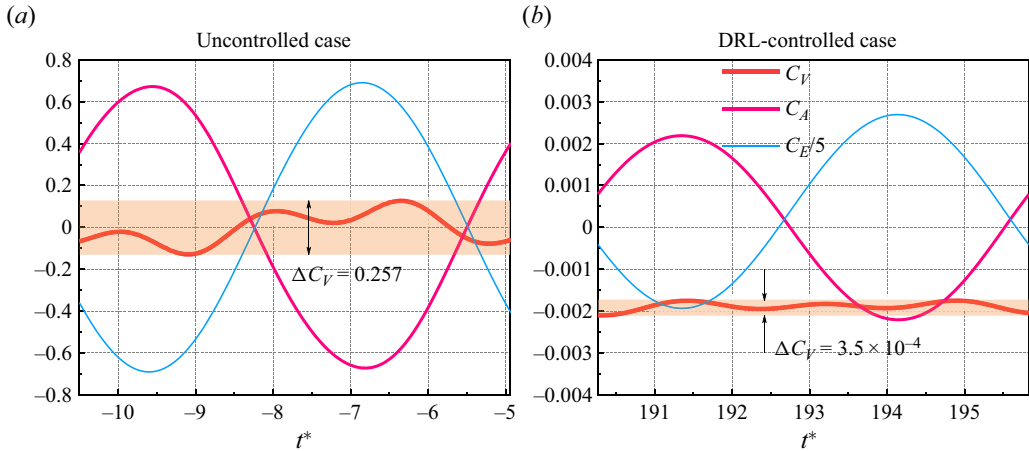 (a)
Uncontrolled case
0.8
0.6
0.4
0.2
0
–0.2
–0.4
–0.6
–0.8
ΔC_V = 0.257
–10
–9
–8
–7
–6
–5
t*
(b)
DRL-controlled case
0.004
0.003
0.002
0.001
0
–0.001
–0.002
–0.003
–0.004
C_V
C_A
C_E/5
ΔC_V = 3.5 × 10⁻⁴
191
192
193
194
195
t*